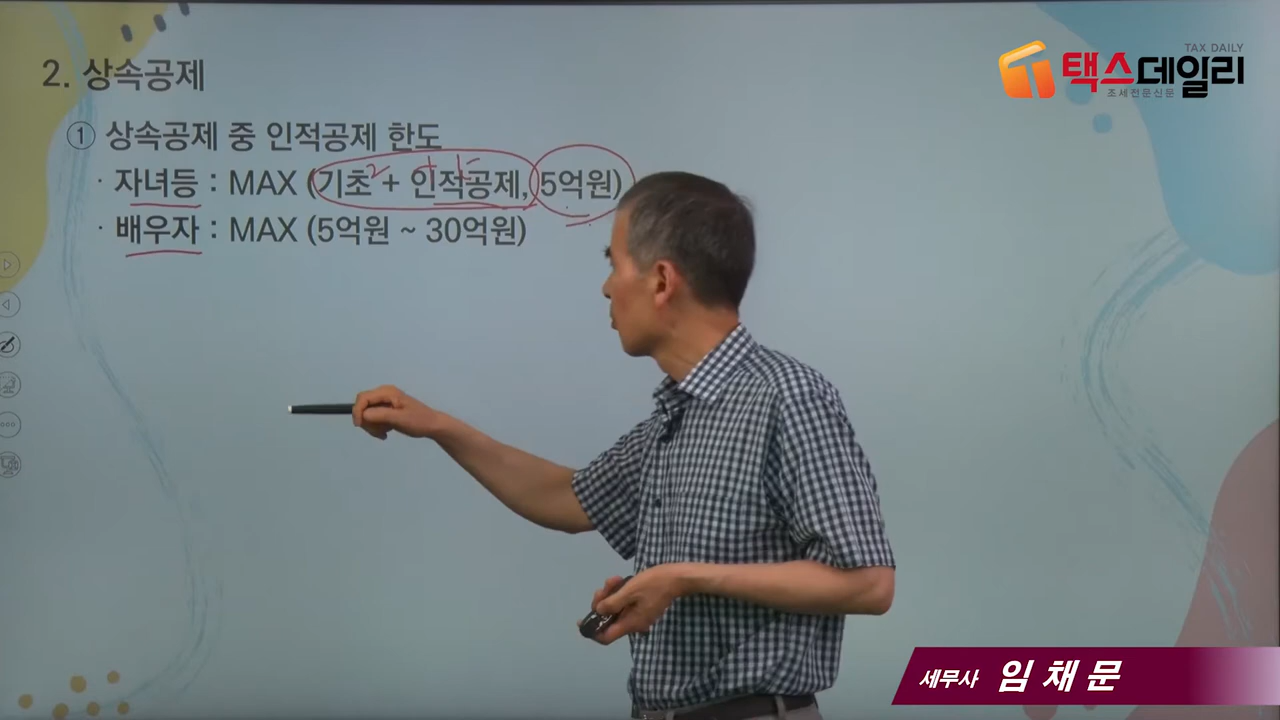 2. 상속공제
TAX DAILY
택스데일리
조세전문신문
① 상속공제 중 인적공제 한도
· 자녀등 : MAX (기초 + 인적공제, 5억원)
2
· 배우자 : MAX (5억원 ~ 30억원)
세무사 임채문